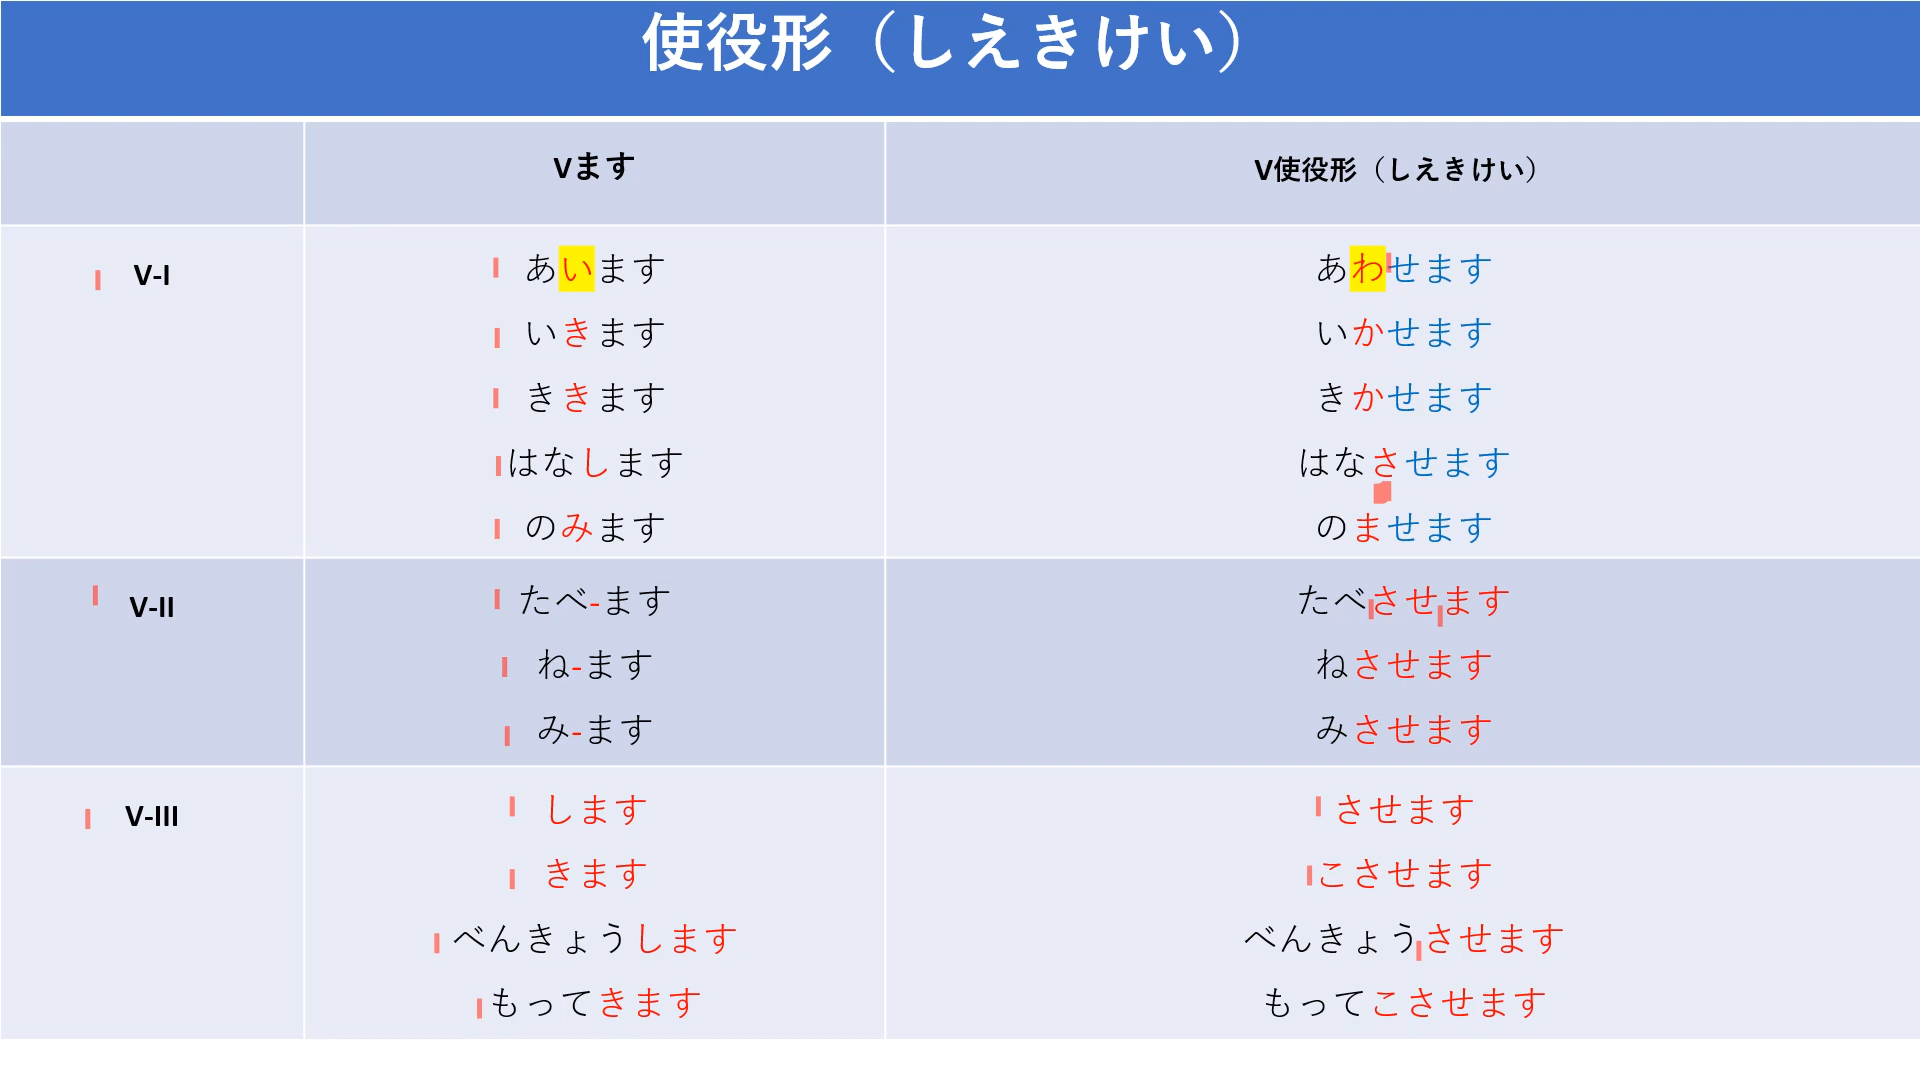 使役形（しえきけい）
Vます
V使役形（しえきけい）
V-I
あいます
あわせます
いきます
いかせます
ききます
きかせます
はなします
はなさせます
のみます
のませます
V-II
たべ-ます
たべさせます
ね-ます
ねさせます
み-ます
みさせます
V-III
します
させます
きます
こさせます
べんきょうします
べんきょうさせます
もってきます
もってこさせます